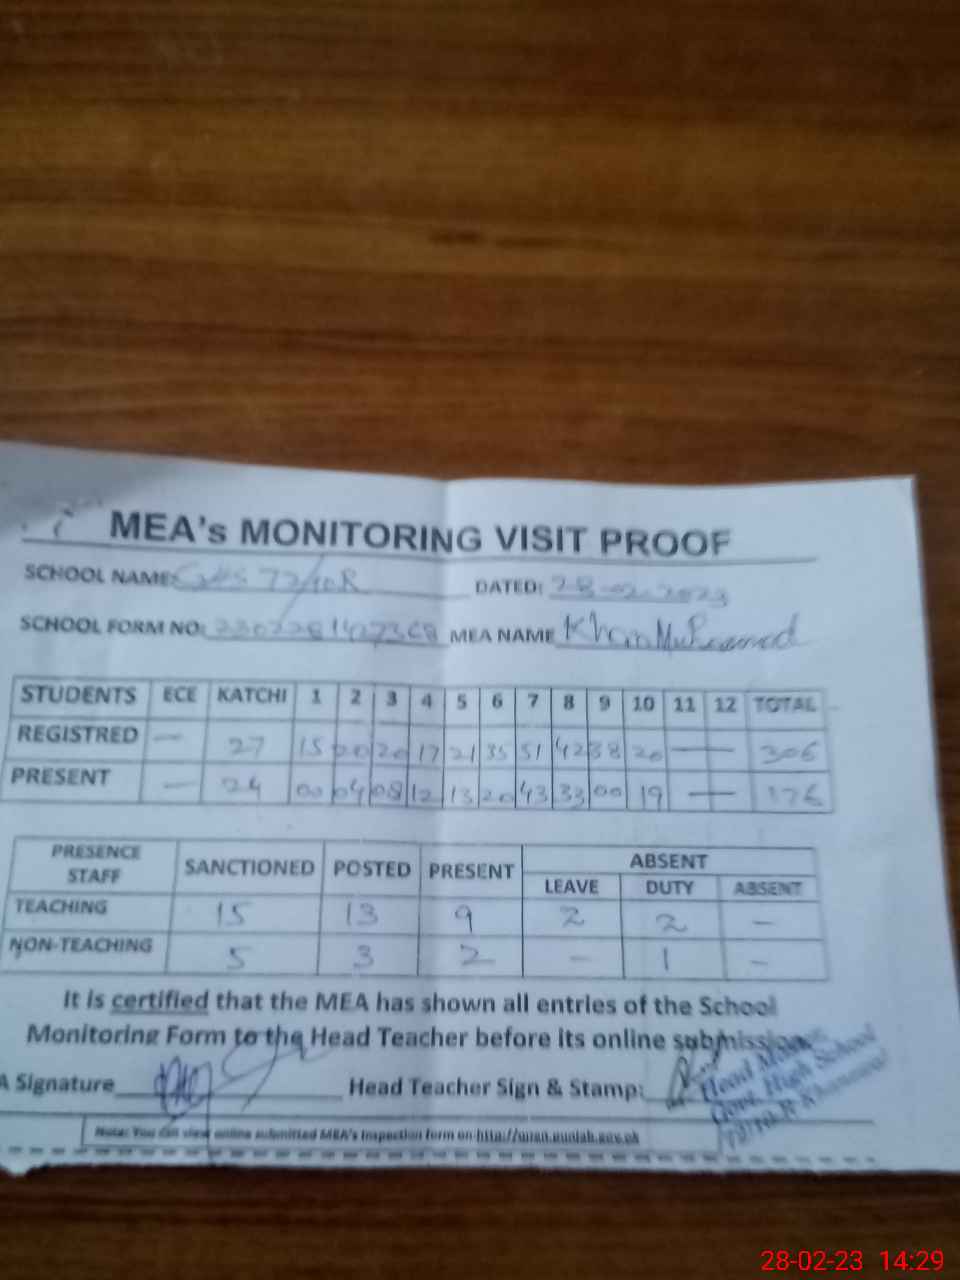 MEA's MONITORING VISIT PROOF
SCHOOL NAME: GHS 72/10R DATED: 28-02-2023
SCHOOL FORM NO: MEA NAME Khan Muhammad
STUDENTS ECE KATCHI 1 2 3 4 5 6 7 8 9 10 11 12 TOTAL
REGISTRED — 27 15 20 20 17 21 35 51 42 38 20 — 306
PRESENT — 24 00 04 08 12 13 20 43 33 00 19 — 176
PRESENCE STAFF SANCTIONED POSTED PRESENT ABSENT
LEAVE DUTY ABSENT
TEACHING 15 13 9 2 2 –
NON-TEACHING 5 3 2 – 1 –
It is certified that the MEA has shown all entries of the School
Monitoring Form to the Head Teacher before its online submission.
A Signature Head Teacher Sign & Stamp:
Head Master
Govt. High School
72/10.R Khanewal
Note: You can view online submitted MEA's inspection form on http://
28-02-23 14:29